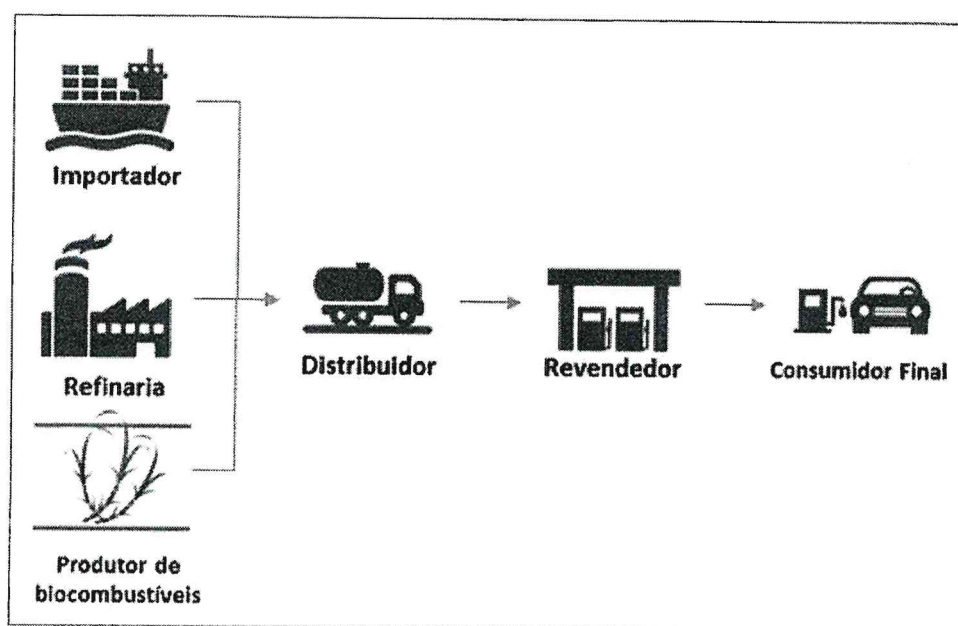 Importador
Refinaria
Distribuidor
Revendedor
Consumidor Final
Produtor de
biocombustíveis